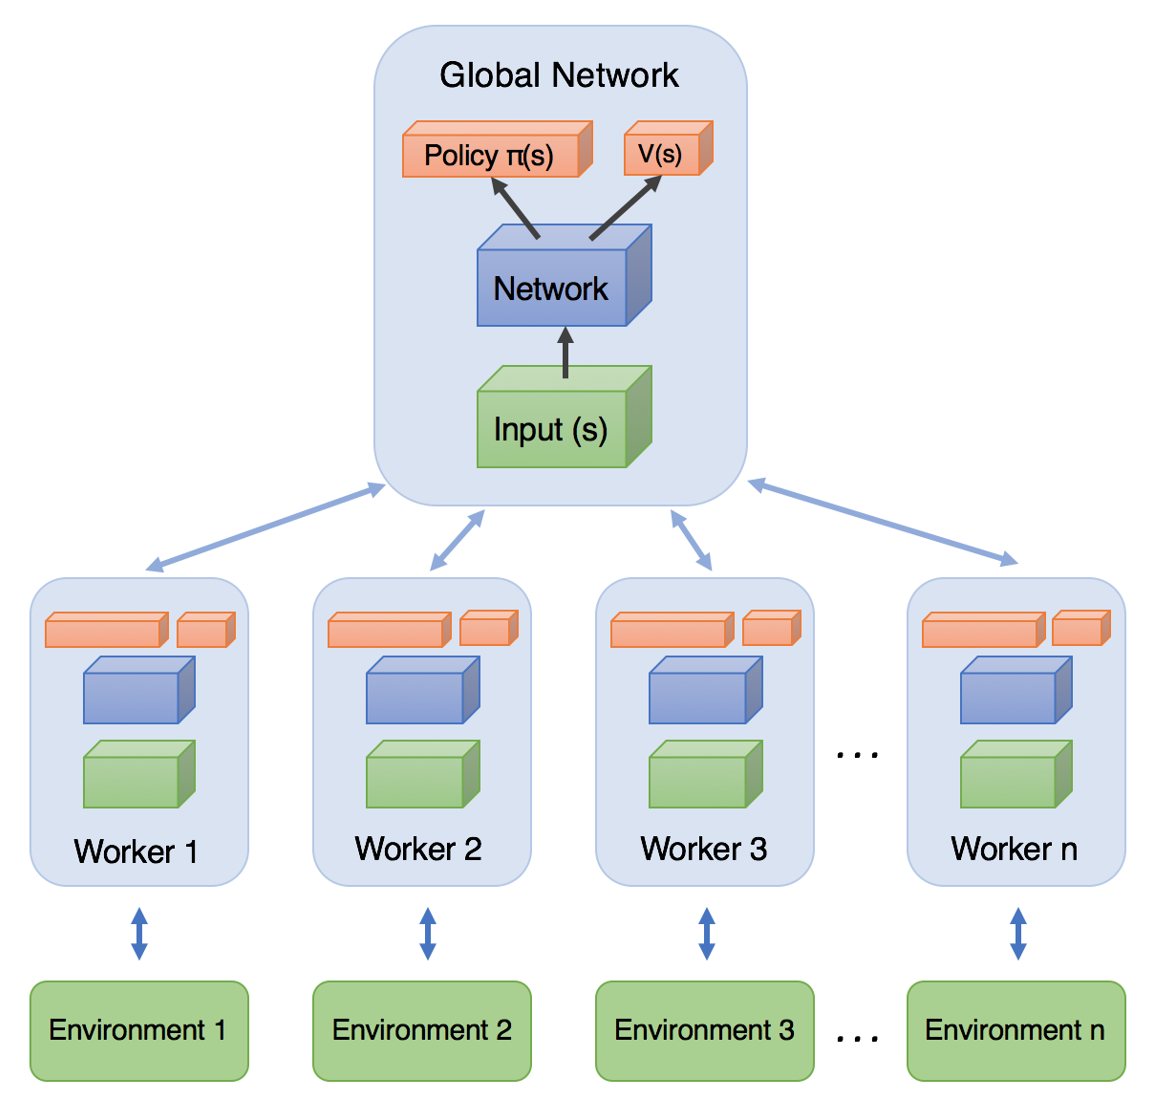 Global Network
Policy π(s)
V(s)
Network
Input (s)
Worker 1
Worker 2
Worker 3
...
Worker n
Environment 1
Environment 2
Environment 3
...
Environment n